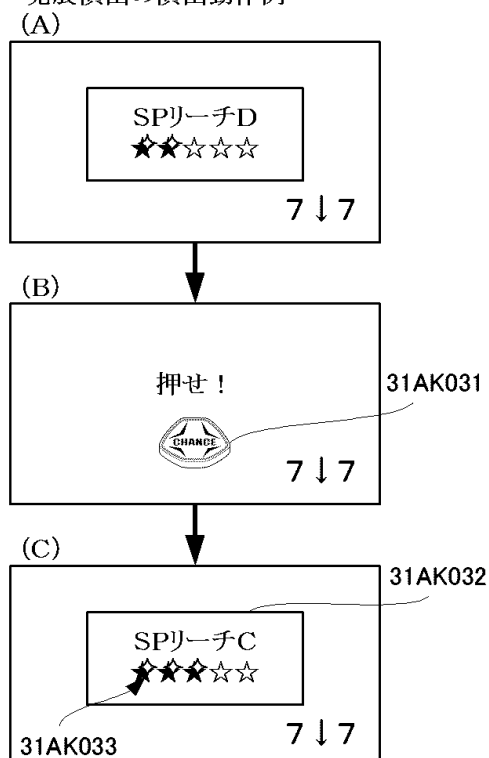 発展演出の演出動作例
(A)
SPリーチD
★★☆☆☆
7↓7
(B)
押せ！
31AK031
CHANCE
7↓7
(C)
31AK032
SPリーチC
★★★☆☆
31AK033
7↓7